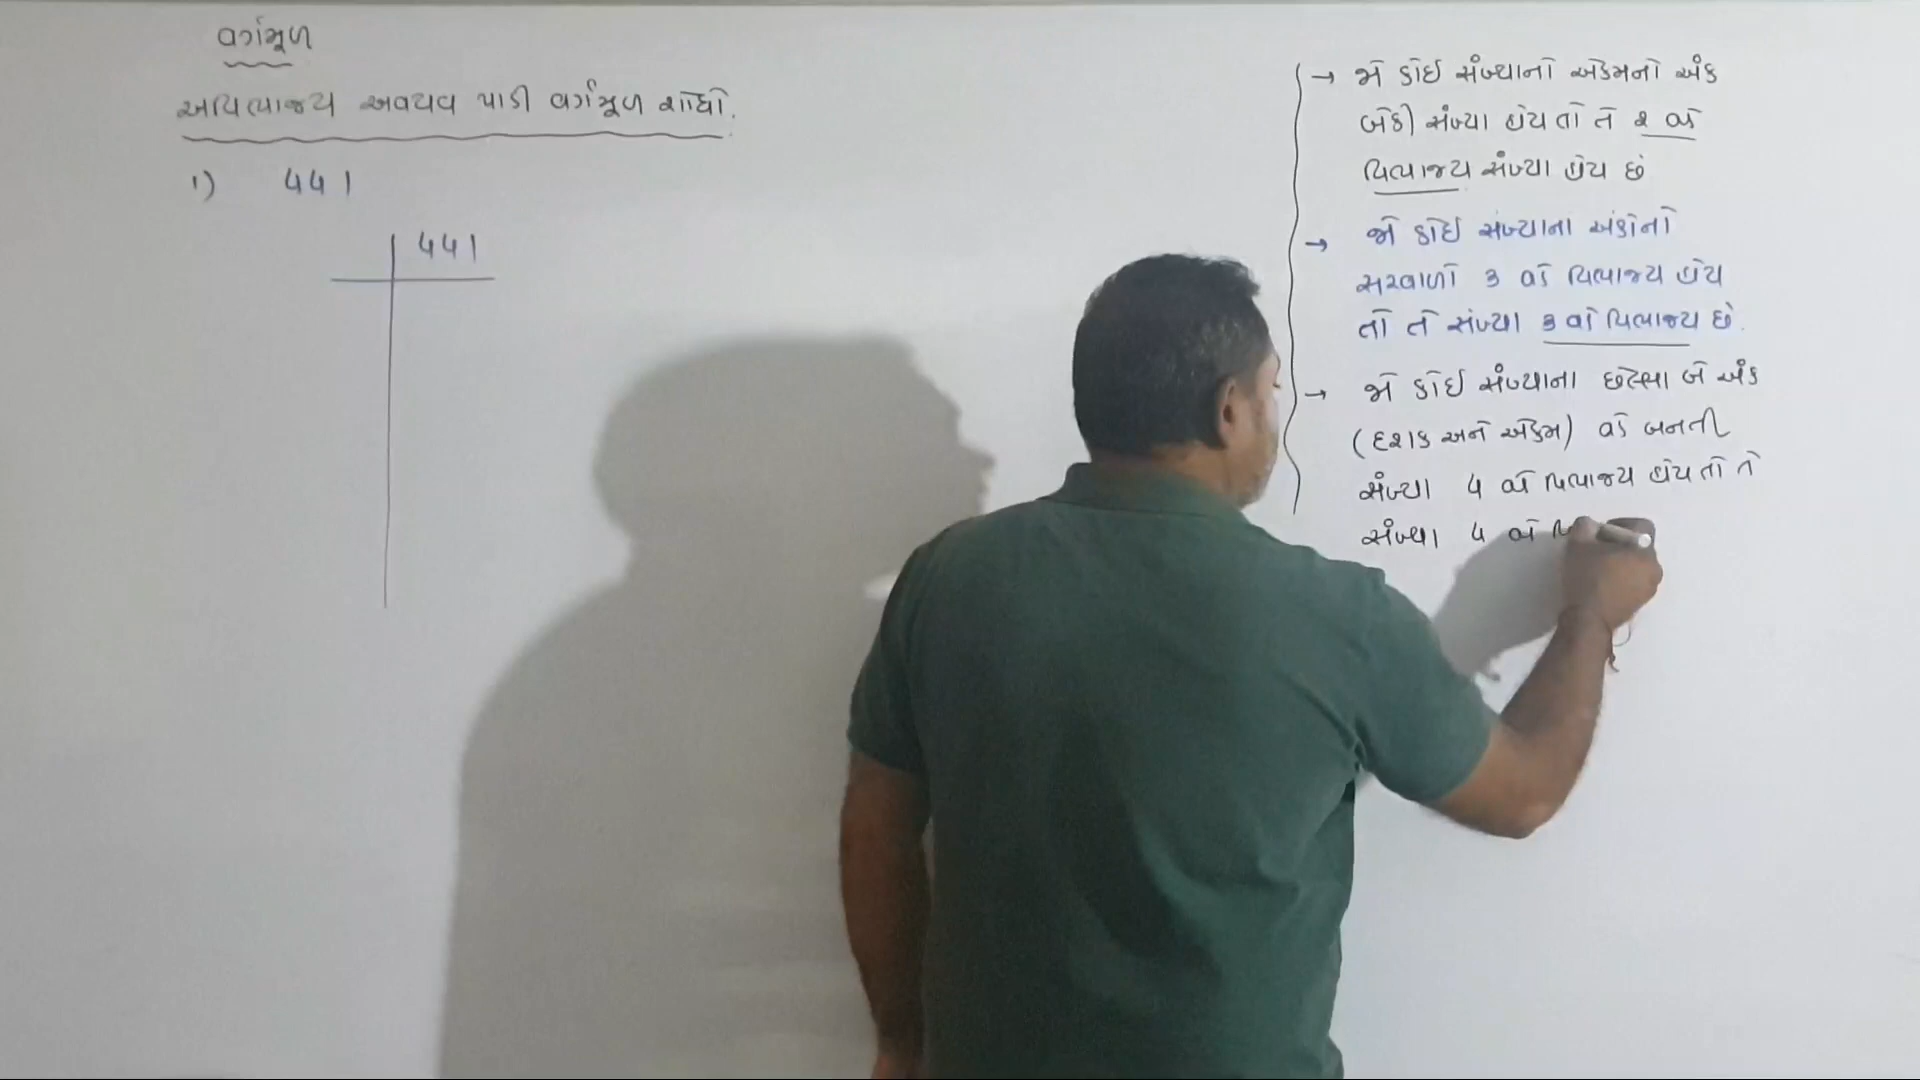 વર્ગમૂળ
અવિભાજ્ય અવયવ પાડી વર્ગમૂળ શોધો.
1) 441
441
→ જો કોઈ સંખ્યાનો એકમનો અંક
બેકી સંખ્યા હોય તો તે 2 વડે
વિભાજ્ય સંખ્યા હોય છે
→ જો કોઈ સંખ્યાના અંકોનો
સરવાળો 3 વડે વિભાજ્ય હોય
તો તે સંખ્યા 3 વડે વિભાજ્ય છે.
→ જો કોઈ સંખ્યાના છેલ્લા બે અંક
(દશક અને એકમ) વડે બનતી
સંખ્યા 4 વડે વિભાજ્ય હોય તો તે
સંખ્યા 4 વડે